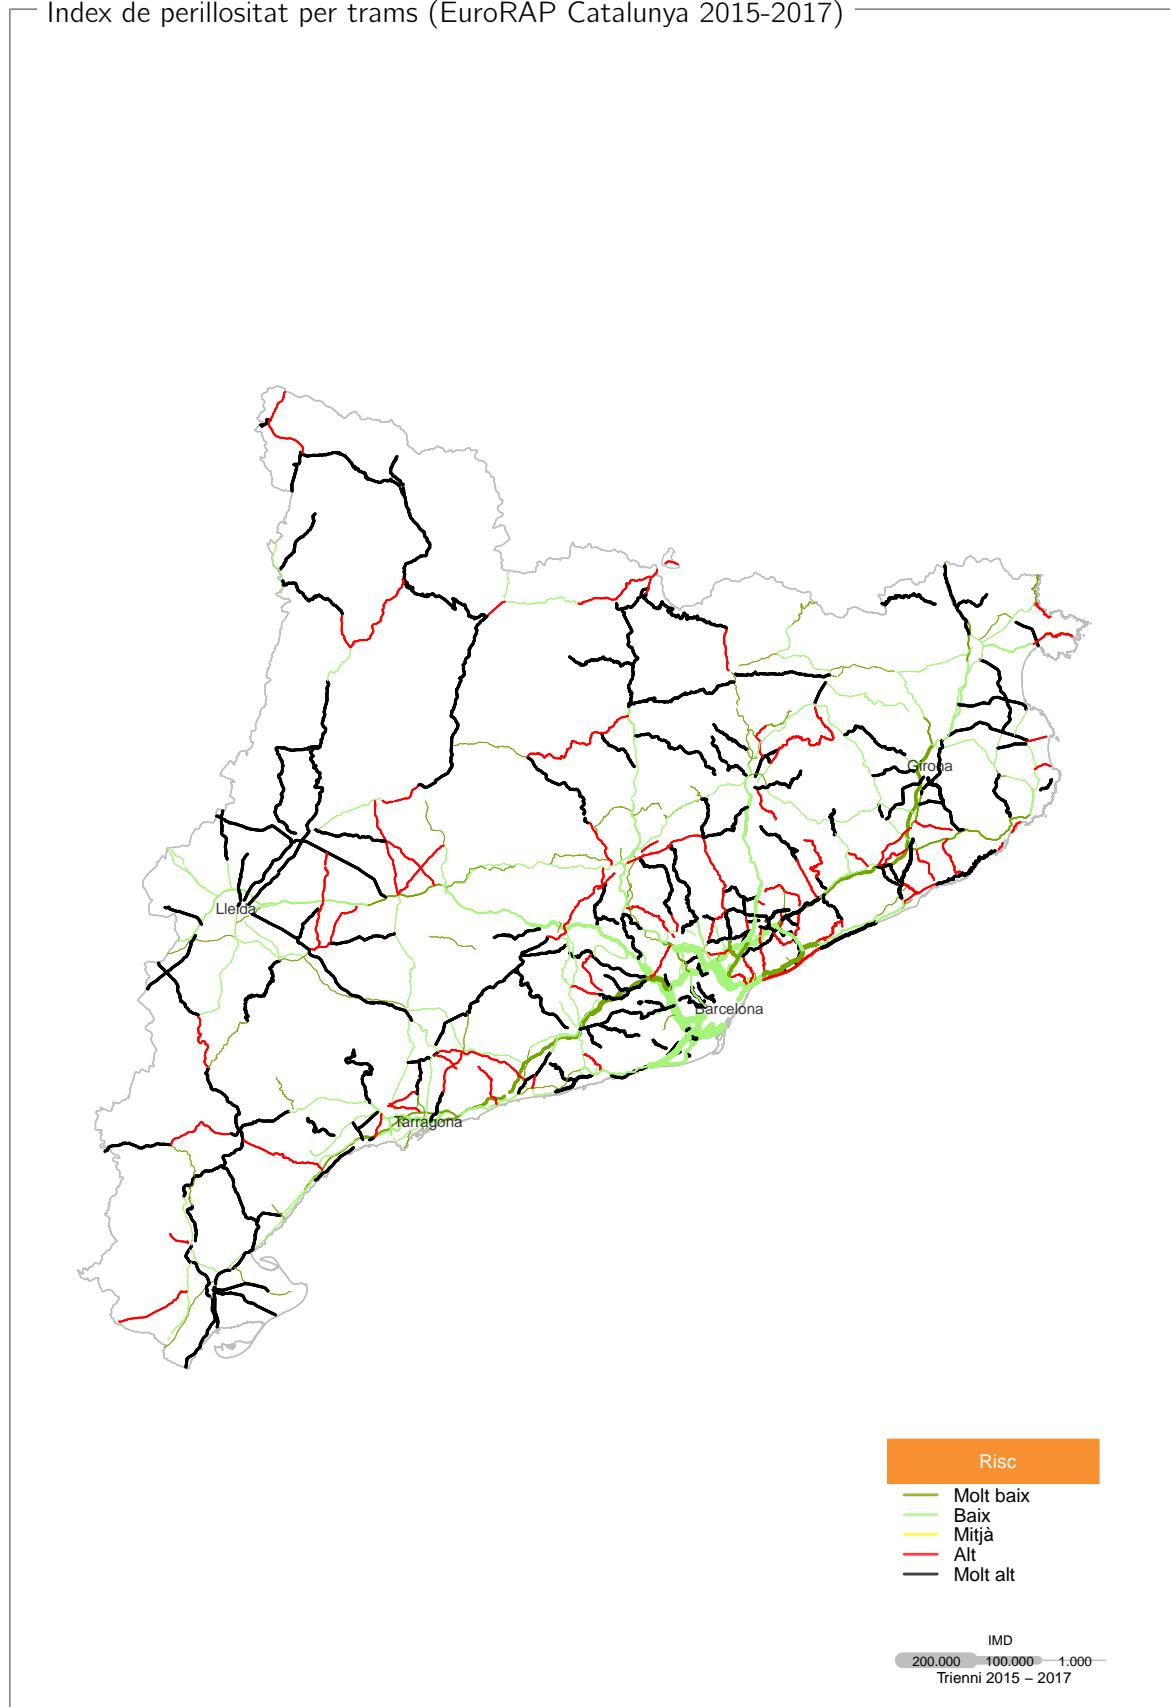 Index de perillositat per trams (EuroRAP Catalunya 2015-2017)
Girona
Lleida
Barcelona
Tarragona
Risc
Molt baix
Baix
Mitjà
Alt
Molt alt
IMD
200.000 100.000 1.000
Trienni 2015 – 2017